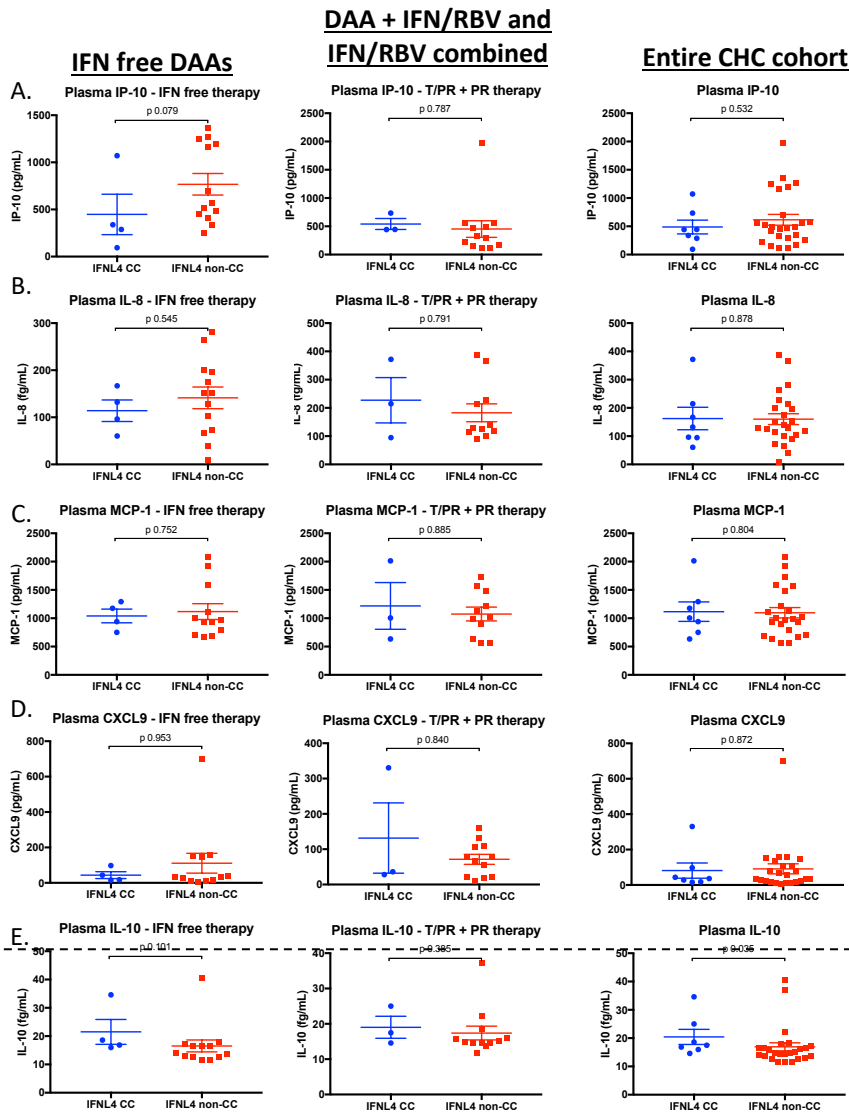 DAA + IFN/RBV and
IFN free DAAs
IFN/RBV combined
Entire CHC cohort
A.
Plasma IP-10 - IFN free therapy
Plasma IP-10 - T/PR + PR therapy
Plasma IP-10
p 0.079
p 0.787
p 0.532
IP-10 (pg/mL)
1500
1000
500
0
IFNL4 CC
IFNL4 non-CC
IP-10 (pg/mL)
2500
2000
1500
1000
500
0
IFNL4 CC
IFNL4 non-CC
IP-10 (pg/mL)
2500
2000
1500
1000
500
0
IFNL4 CC
IFNL4 non-CC
B.
Plasma IL-8 - IFN free therapy
Plasma IL-8 - T/PR + PR therapy
Plasma IL-8
p 0.545
p 0.791
p 0.878
IL-8 (fg/mL)
300
200
100
0
IFNL4 CC
IFNL4 non-CC
IL-8 (fg/mL)
500
400
300
200
100
0
IFNL4 CC
IFNL4 non-CC
IL-8 (fg/mL)
500
400
300
200
100
0
IFNL4 CC
IFNL4 non-CC
C.
Plasma MCP-1 - IFN free therapy
Plasma MCP-1 - T/PR + PR therapy
Plasma MCP-1
p 0.752
p 0.885
p 0.804
MCP-1 (pg/mL)
2500
2000
1500
1000
500
0
IFNL4 CC
IFNL4 non-CC
MCP-1 (pg/mL)
2500
2000
1500
1000
500
0
IFNL4 CC
IFNL4 non-CC
MCP-1 (pg/mL)
2500
2000
1500
1000
500
0
IFNL4 CC
IFNL4 non-CC
D.
Plasma CXCL9 - IFN free therapy
Plasma CXCL9 - T/PR + PR therapy
Plasma CXCL9
p 0.953
p 0.840
p 0.872
CXCL9 (pg/mL)
800
600
400
200
0
IFNL4 CC
IFNL4 non-CC
CXCL9 (pg/mL)
400
300
200
100
0
IFNL4 CC
IFNL4 non-CC
CXCL9 (pg/mL)
800
600
400
200
0
IFNL4 CC
IFNL4 non-CC
E.
Plasma IL-10 - IFN free therapy
Plasma IL-10 - T/PR + PR therapy
Plasma IL-10
p 0.101
p 0.385
p 0.035
IL-10 (fg/mL)
50
40
30
20
10
0
IFNL4 CC
IFNL4 non-CC
IL-10 (fg/mL)
40
30
20
10
0
IFNL4 CC
IFNL4 non-CC
IL-10 (fg/mL)
50
40
30
20
10
0
IFNL4 CC
IFNL4 non-CC